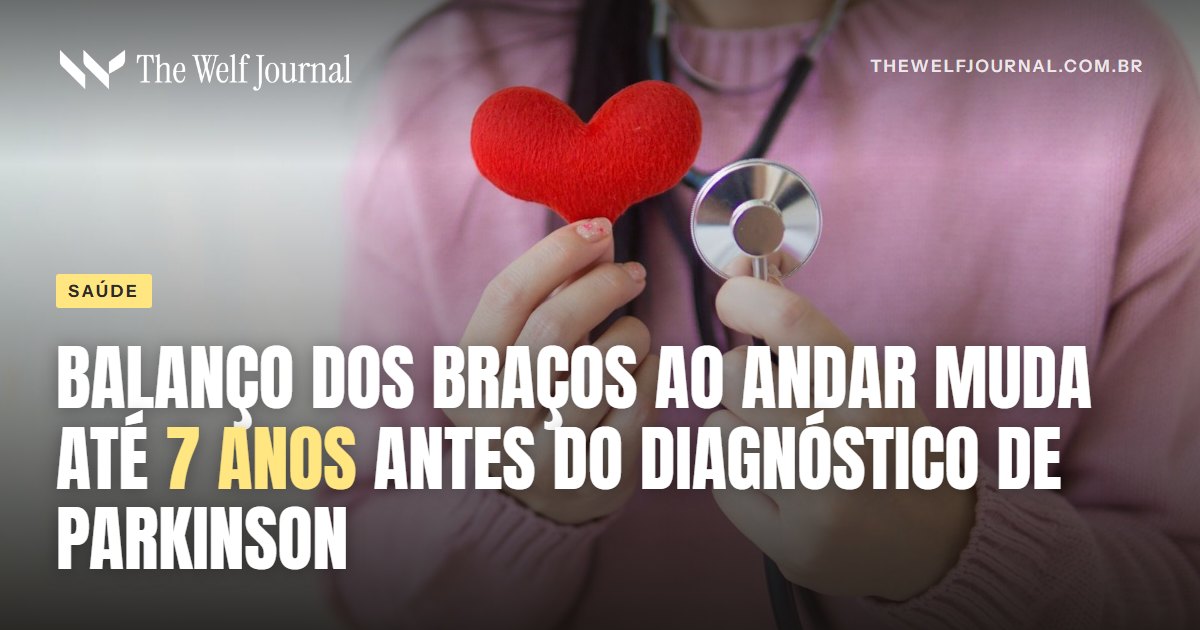 The Welf Journal
THEWELFJOURNAL.COM.BR
SAÚDE
BALANÇO DOS BRAÇOS AO ANDAR MUDA
ATÉ 7 ANOS ANTES DO DIAGNÓSTICO DE
PARKINSON